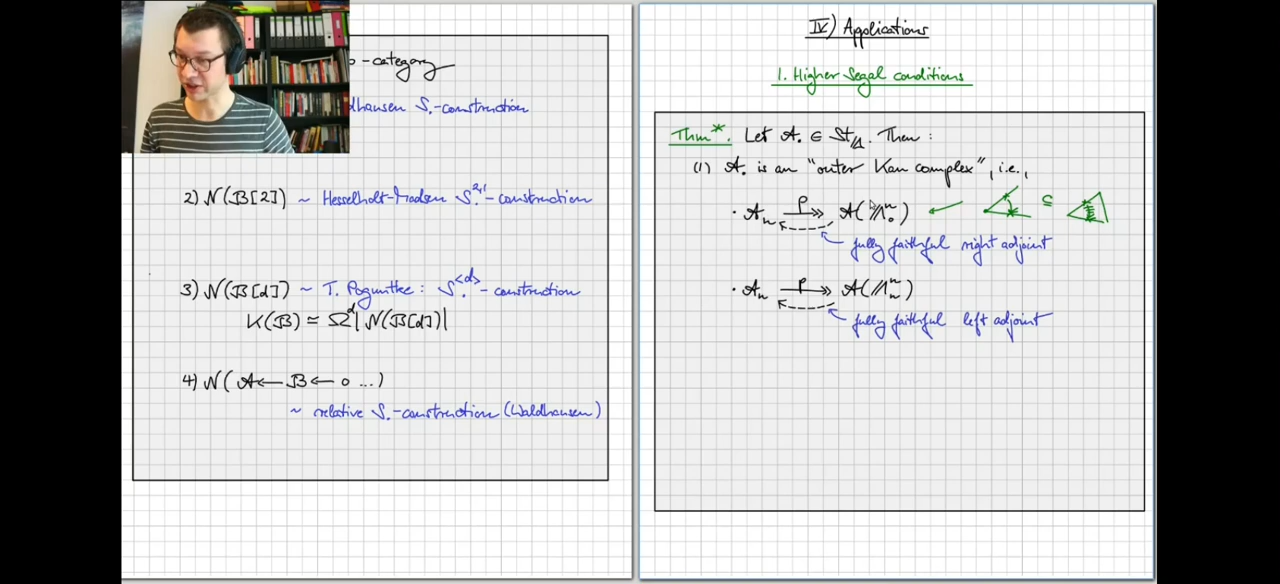 -category
dhausen S.-construction
2) N(B[2]) ~ Hesselholt-Madsen S.^{2,1}-construction
3) N(B[d]) ~ T. Poguntke: S.^{<d>}-construction
K(B) ≃ Ω^d|N(B[d])|
4) N(A ← B ← 0 ...)
~ relative S.-construction (Waldhausen)
IV) Applications
1. Higher Segal conditions
Thm*. Let A. ∈ St_Δ. Then:
(1) A. is an "outer Kan complex", i.e.,
• A_n →^ρ A(Λ^n_0) ← ⊆
fully faithful right adjoint
• A_n →^ρ A(Λ^n_n)
fully faithful left adjoint